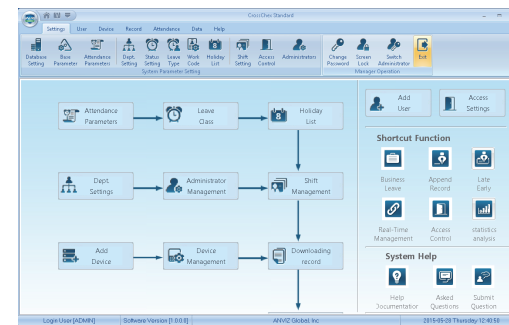 CrossChex Standard
Settings User Device Record Attendance Data Help
Database Setting
Basic Parameter
Attendance Parameters
Dept. Setting
Status Setting
Leave Type
Work Code
Holiday List
Shift Setting
Access Control
Administrators
Change Password
Screen Lock
Switch Administrator
Exit
System Parameter Setting
Manager Operation
Attendance Parameters
Leave Class
Holiday List
Add User
Access Settings
Shortcut Function
Dept. Settings
Administrator Management
Shift Management
Business Leave
Append Record
Late Early
Real-Time Management
Access Control
statistics analysis
Add Device
Device Management
Downloading record
System Help
Help Documentation
Asked Questions
Submit Question
Login User [ADMIN]
Software Version [1.0.0.0]
ANVIZ Global, Inc
2015-05-28 Thursday 12:40:50